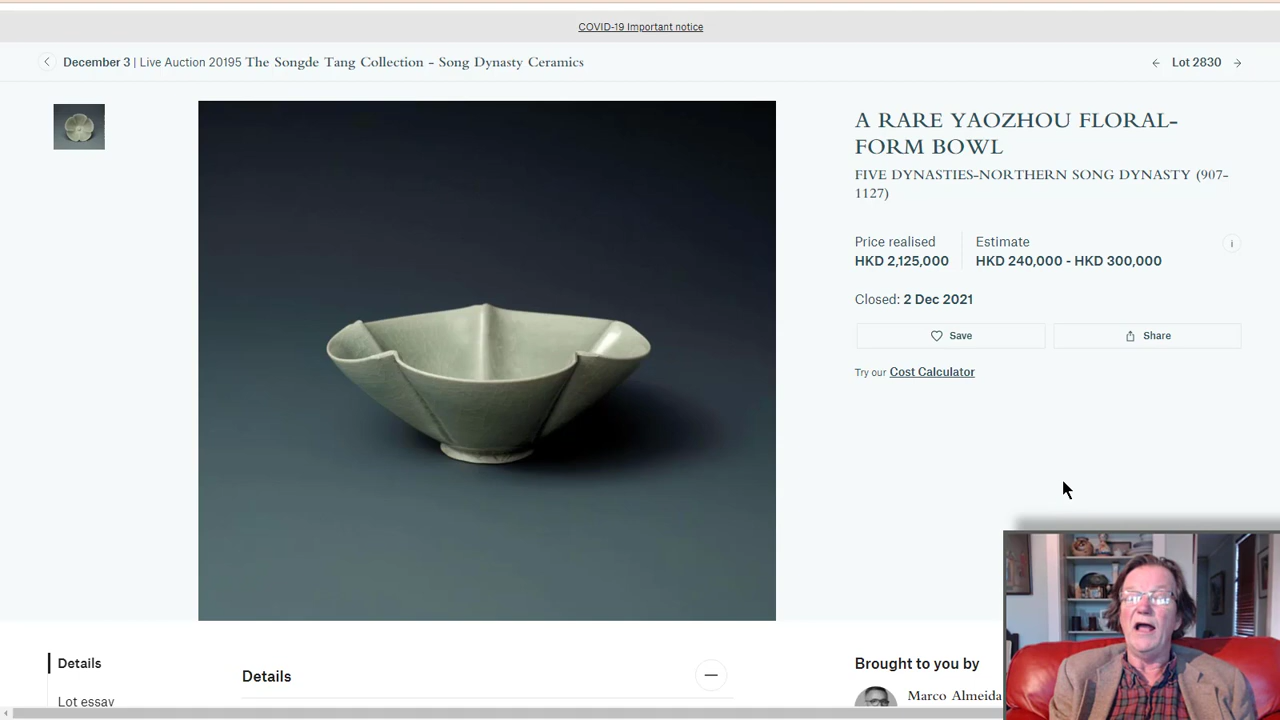 COVID-19 Important notice
December 3 | Live Auction 20195 The Songde Tang Collection - Song Dynasty Ceramics
Lot 2830
A RARE YAOZHOU FLORAL-
FORM BOWL
FIVE DYNASTIES-NORTHERN SONG DYNASTY (907-
1127)
Price realised
HKD 2,125,000
Estimate
HKD 240,000 - HKD 300,000
i
Closed: 2 Dec 2021
Save
Share
Try our Cost Calculator
Details
Lot essay
Details
Brought to you by
Marco Almeida